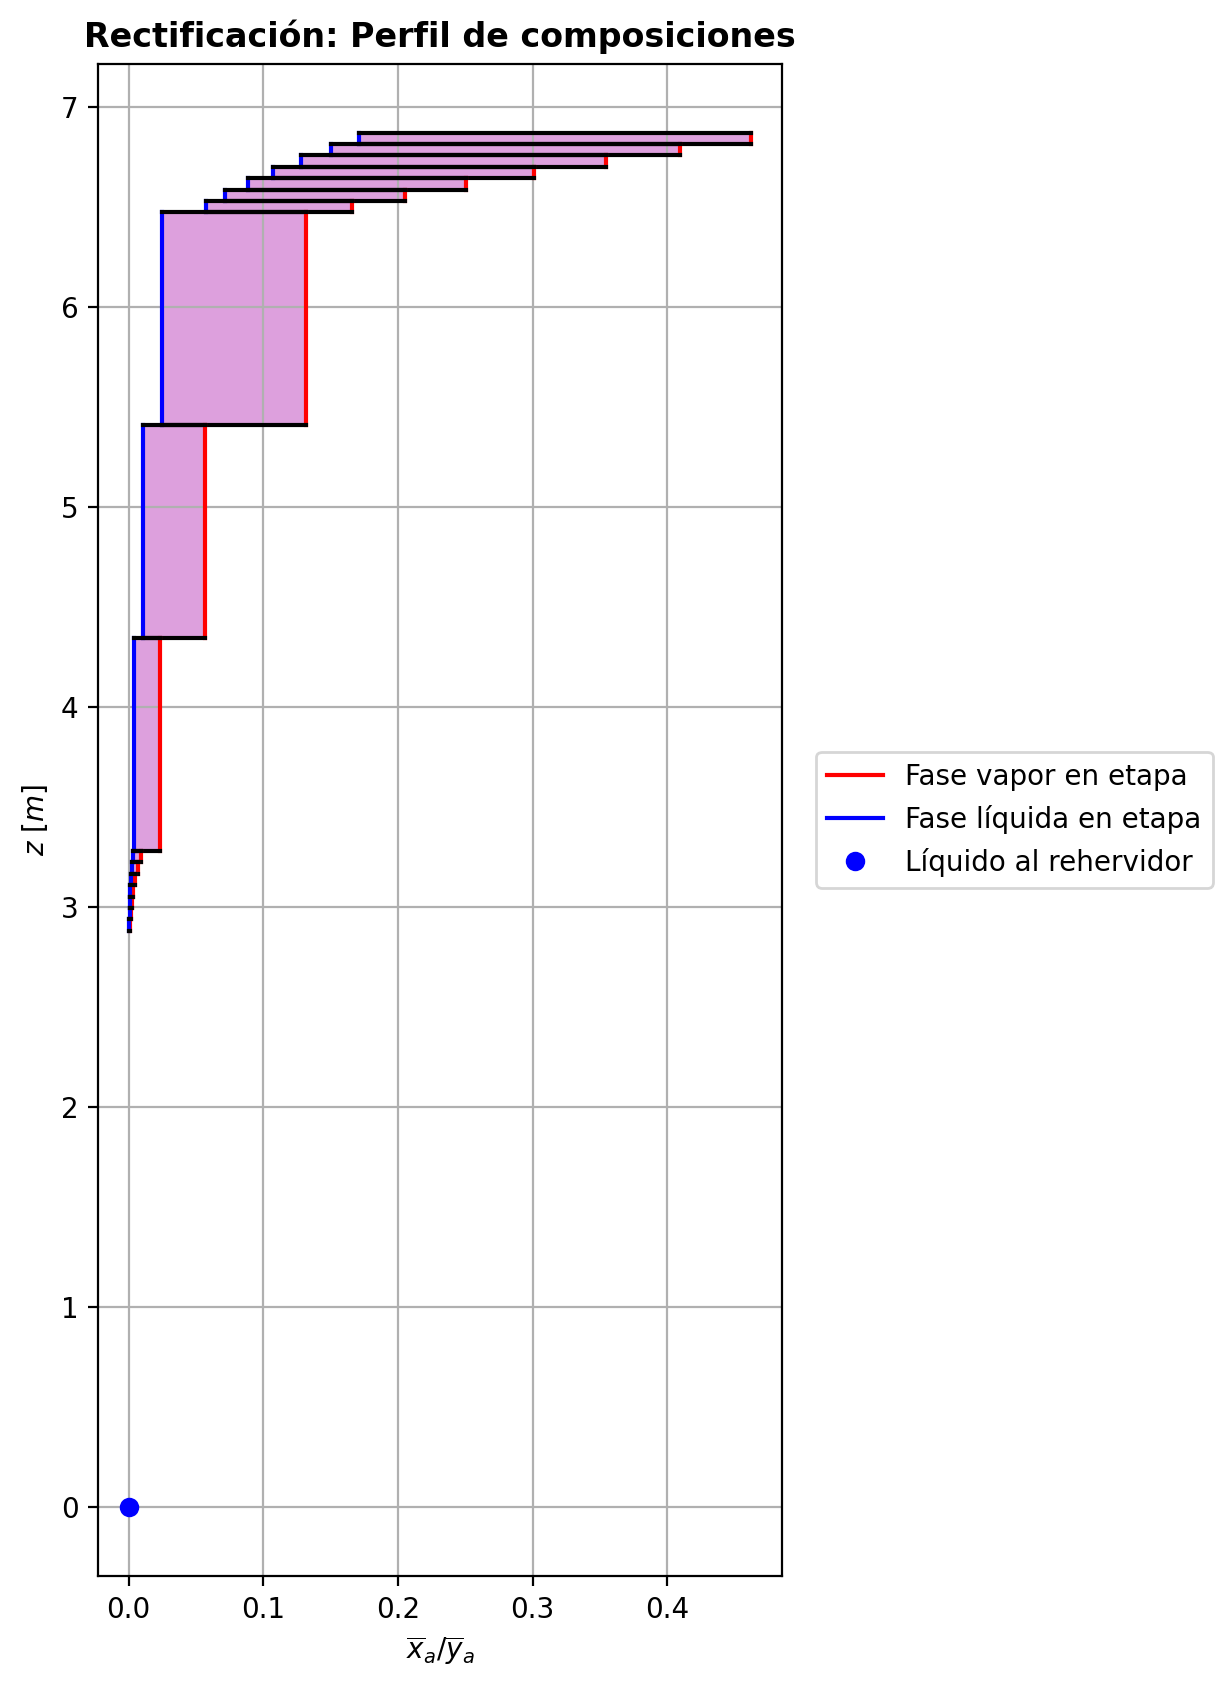 Rectificación: Perfil de composiciones
7
6
5
4
3
2
1
0
z [m]
0.0 0.1 0.2 0.3 0.4
x̅ₐ/y̅ₐ
Fase vapor en etapa
Fase líquida en etapa
Líquido al rehervidor